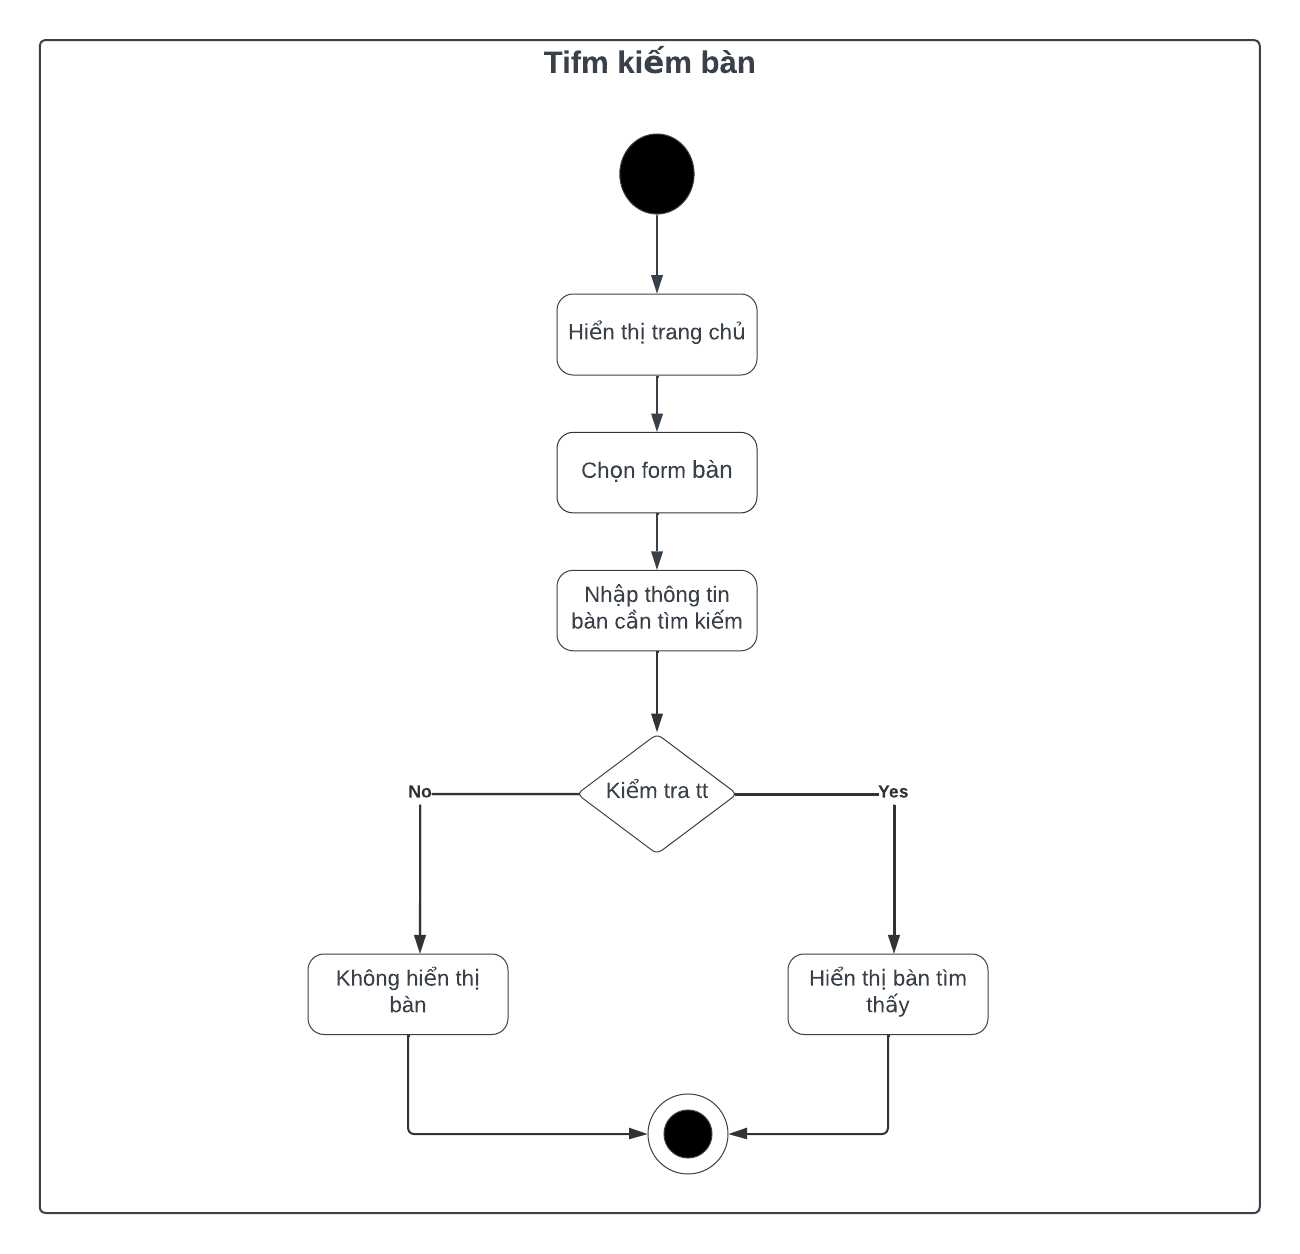 Tifm kiếm bàn
Hiển thị trang chủ
Chọn form bàn
Nhập thông tin
bàn cần tìm kiếm
Kiểm tra tt
No
Yes
Không hiển thị
bàn
Hiển thị bàn tìm
thấy